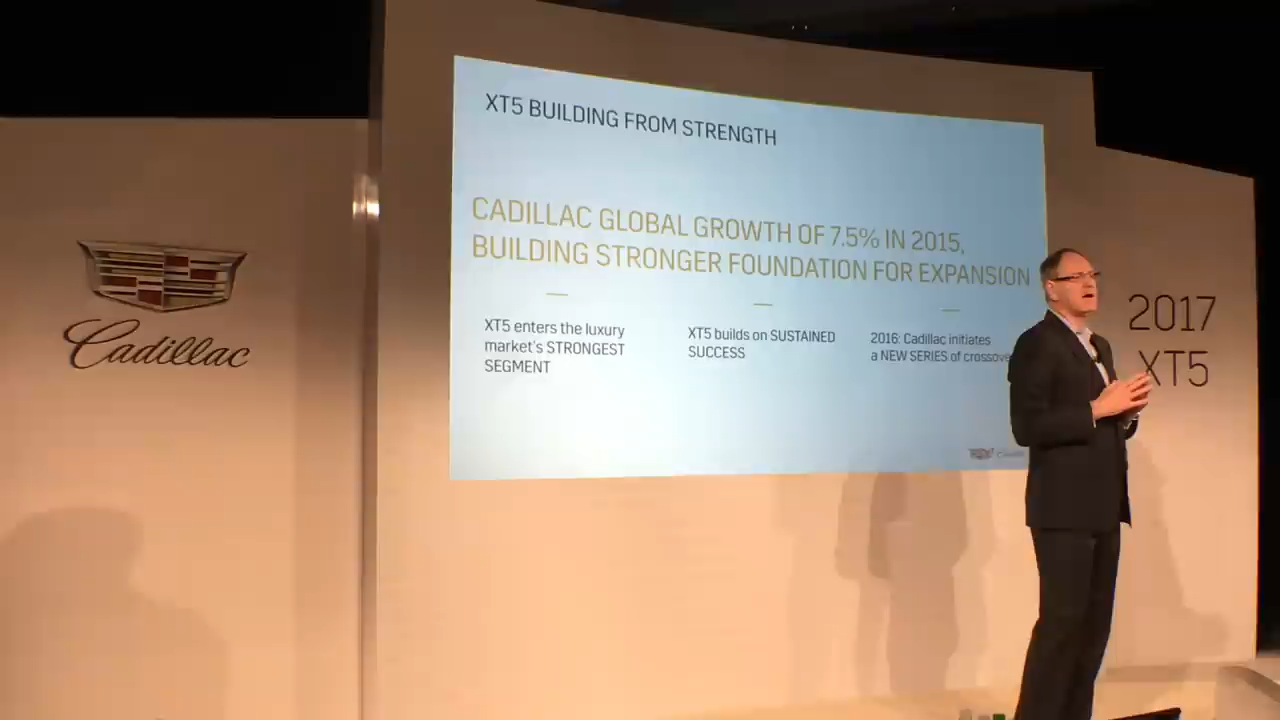 XT5 BUILDING FROM STRENGTH
CADILLAC GLOBAL GROWTH OF 7.5% IN 2015,
BUILDING STRONGER FOUNDATION FOR EXPANSION
XT5 enters the luxury
market's STRONGEST
SEGMENT
XT5 builds on SUSTAINED
SUCCESS
2016: Cadillac initiates
a NEW SERIES of crossove
Cadillac
2017
XT5